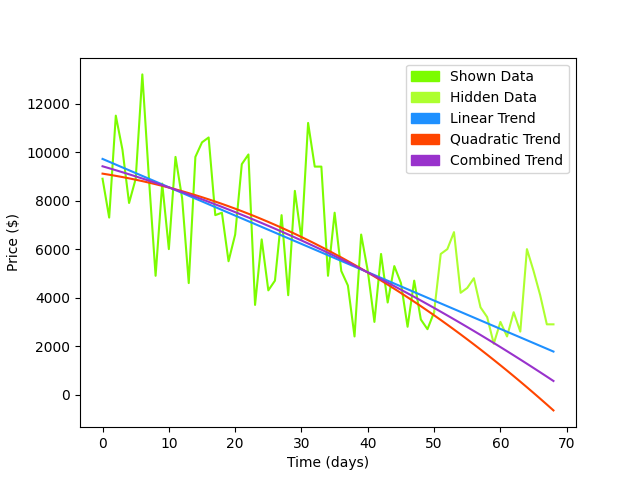 Shown Data
Hidden Data
Linear Trend
Quadratic Trend
Combined Trend
12000
10000
8000
6000
4000
2000
0
Price ($)
0 10 20 30 40 50 60 70
Time (days)